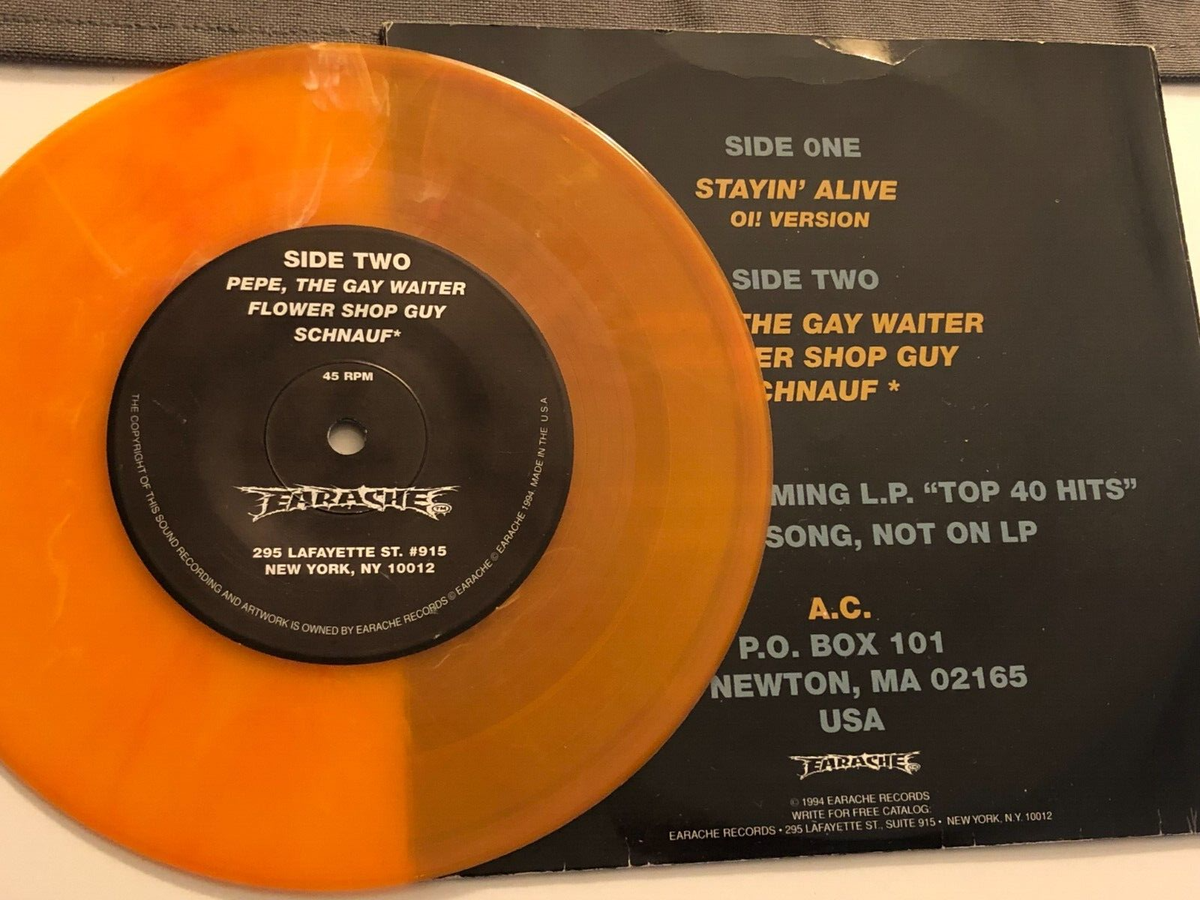 SIDE TWO
PEPE, THE GAY WAITER
FLOWER SHOP GUY
SCHNAUF*
45 RPM
EARACHE
295 LAFAYETTE ST. #915
NEW YORK, NY 10012
THE COPYRIGHT OF THIS SOUND RECORDING AND ARTWORK IS OWNED BY EARACHE RECORDS © EARACHE © EARACHE 1994. MADE IN THE U.S.A
SIDE ONE
STAYIN' ALIVE
OI! VERSION
SIDE TWO
THE GAY WAITER
ER SHOP GUY
CHNAUF *
MING L.P. “TOP 40 HITS”
SONG, NOT ON LP
A.C.
P.O. BOX 101
NEWTON, MA 02165
USA
EARACHE
© 1994 EARACHE RECORDS
WRITE FOR FREE CATALOG:
EARACHE RECORDS • 295 LAFAYETTE ST., SUITE 915 • NEW YORK, N.Y. 10012